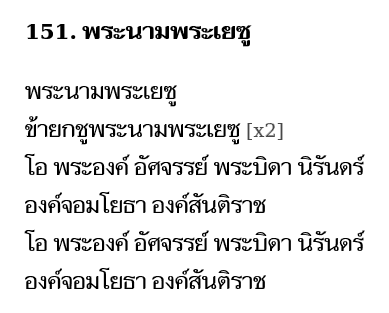 151. พระนามพระเยซู
พระนามพระเยซู
ข้ายกชูพระนามพระเยซู [x2]
โอ พระองค์ อัศจรรย์ พระบิดา นิรันดร์
องค์จอมโยธา องค์สันติราช
โอ พระองค์ อัศจรรย์ พระบิดา นิรันดร์
องค์จอมโยธา องค์สันติราช